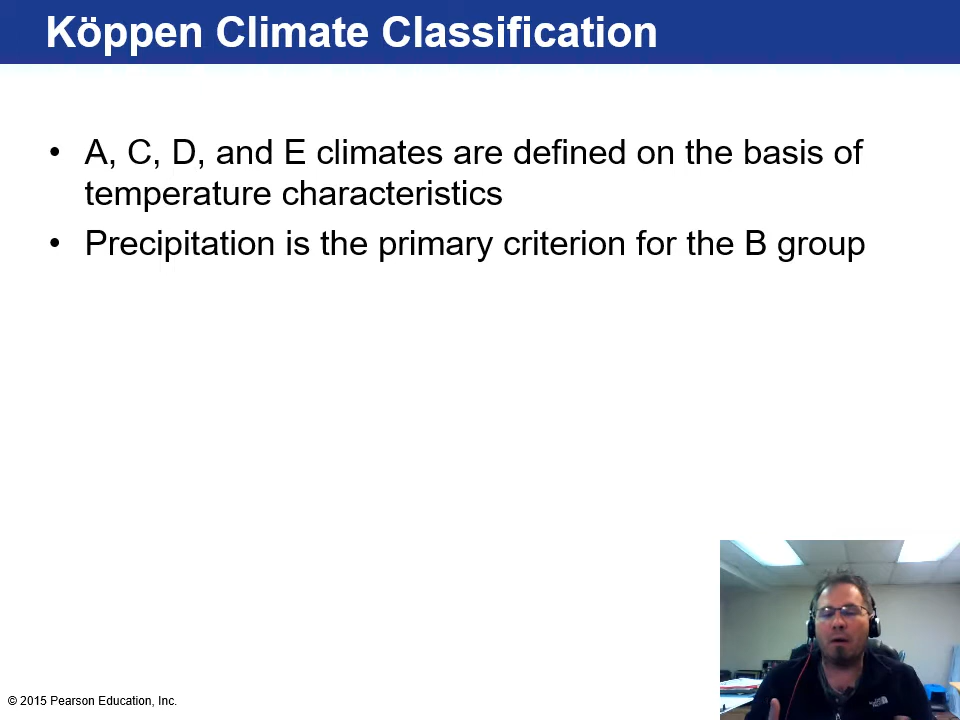 Köppen Climate Classification
• A, C, D, and E climates are defined on the basis of
temperature characteristics
• Precipitation is the primary criterion for the B group
© 2015 Pearson Education, Inc.